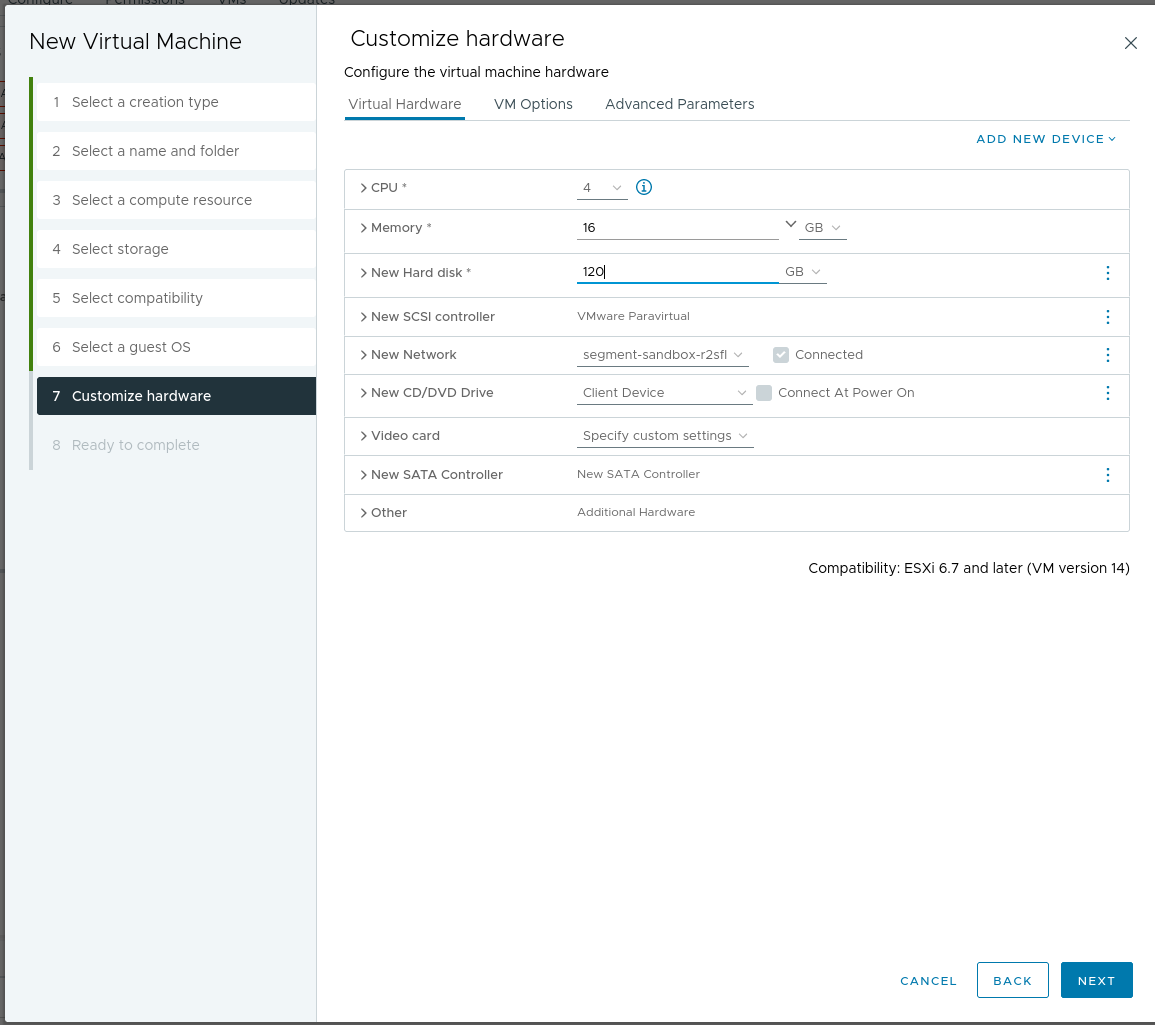 Configure Permissions VMs Updates
New Virtual Machine
1 Select a creation type
2 Select a name and folder
3 Select a compute resource
4 Select storage
5 Select compatibility
6 Select a guest OS
7 Customize hardware
8 Ready to complete
Customize hardware
Configure the virtual machine hardware
Virtual Hardware VM Options Advanced Parameters
ADD NEW DEVICE
CPU * 4
Memory * 16 GB
New Hard disk * 120 GB
New SCSI controller VMware Paravirtual
New Network segment-sandbox-r2sfl Connected
New CD/DVD Drive Client Device Connect At Power On
Video card Specify custom settings
New SATA Controller New SATA Controller
Other Additional Hardware
Compatibility: ESXi 6.7 and later (VM version 14)
CANCEL BACK NEXT